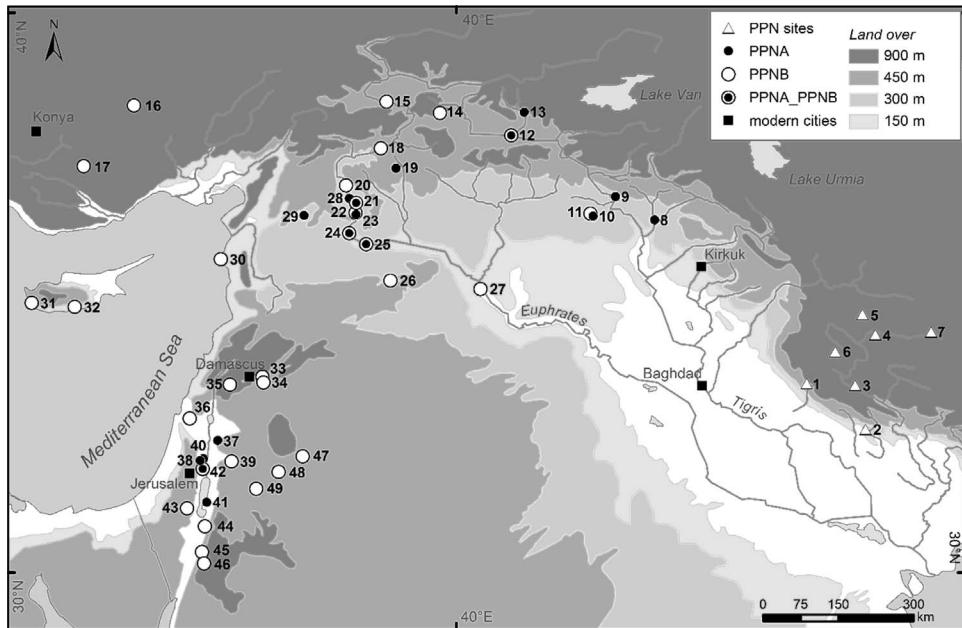 40°N
40°E
N
Lake Van
Konya
Lake Urmia
PPN sites
PPNA
PPNB
PPNA_PPNB
modern cities
Land over
900 m
450 m
300 m
150 m
16
15
14
13
12
17
18
19
20
28
21
22
23
29
24
25
9
11
10
8
Kirkuk
30
26
27
31
32
Euphrates
5
4
7
6
Mediterranean Sea
Damascus
33
34
35
Baghdad
Tigris
1
3
2
36
37
40
38
39
42
47
48
49
Jerusalem
43
41
44
45
46
30°N
30°N
40°E
0
75
150
300
KM